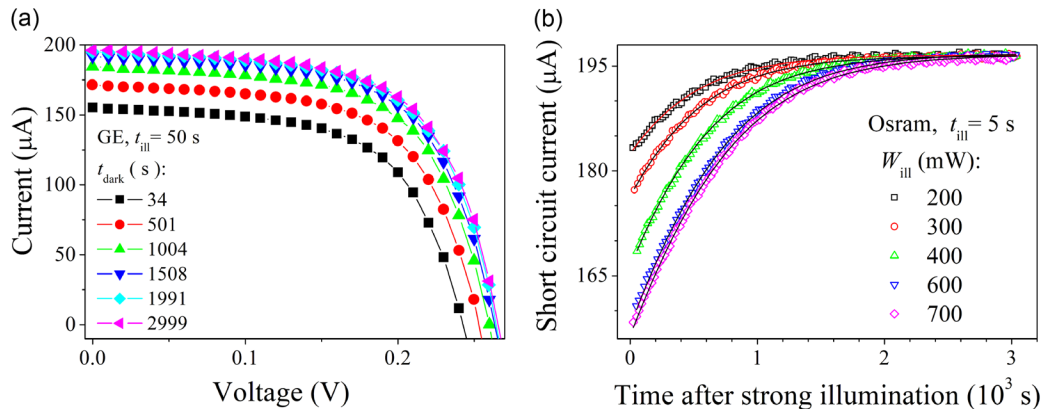 (a)
200
150
100
50
0
Current (μA)
GE, t_ill = 50 s
t_dark ( s ):
34
501
1004
1508
1991
2999
0.0 0.1 0.2
Voltage (V)
(b)
195
180
165
Short circuit current (μA)
Osram, t_ill = 5 s
W_ill (mW):
200
300
400
600
700
0 1 2 3
Time after strong illumination (10³ s)